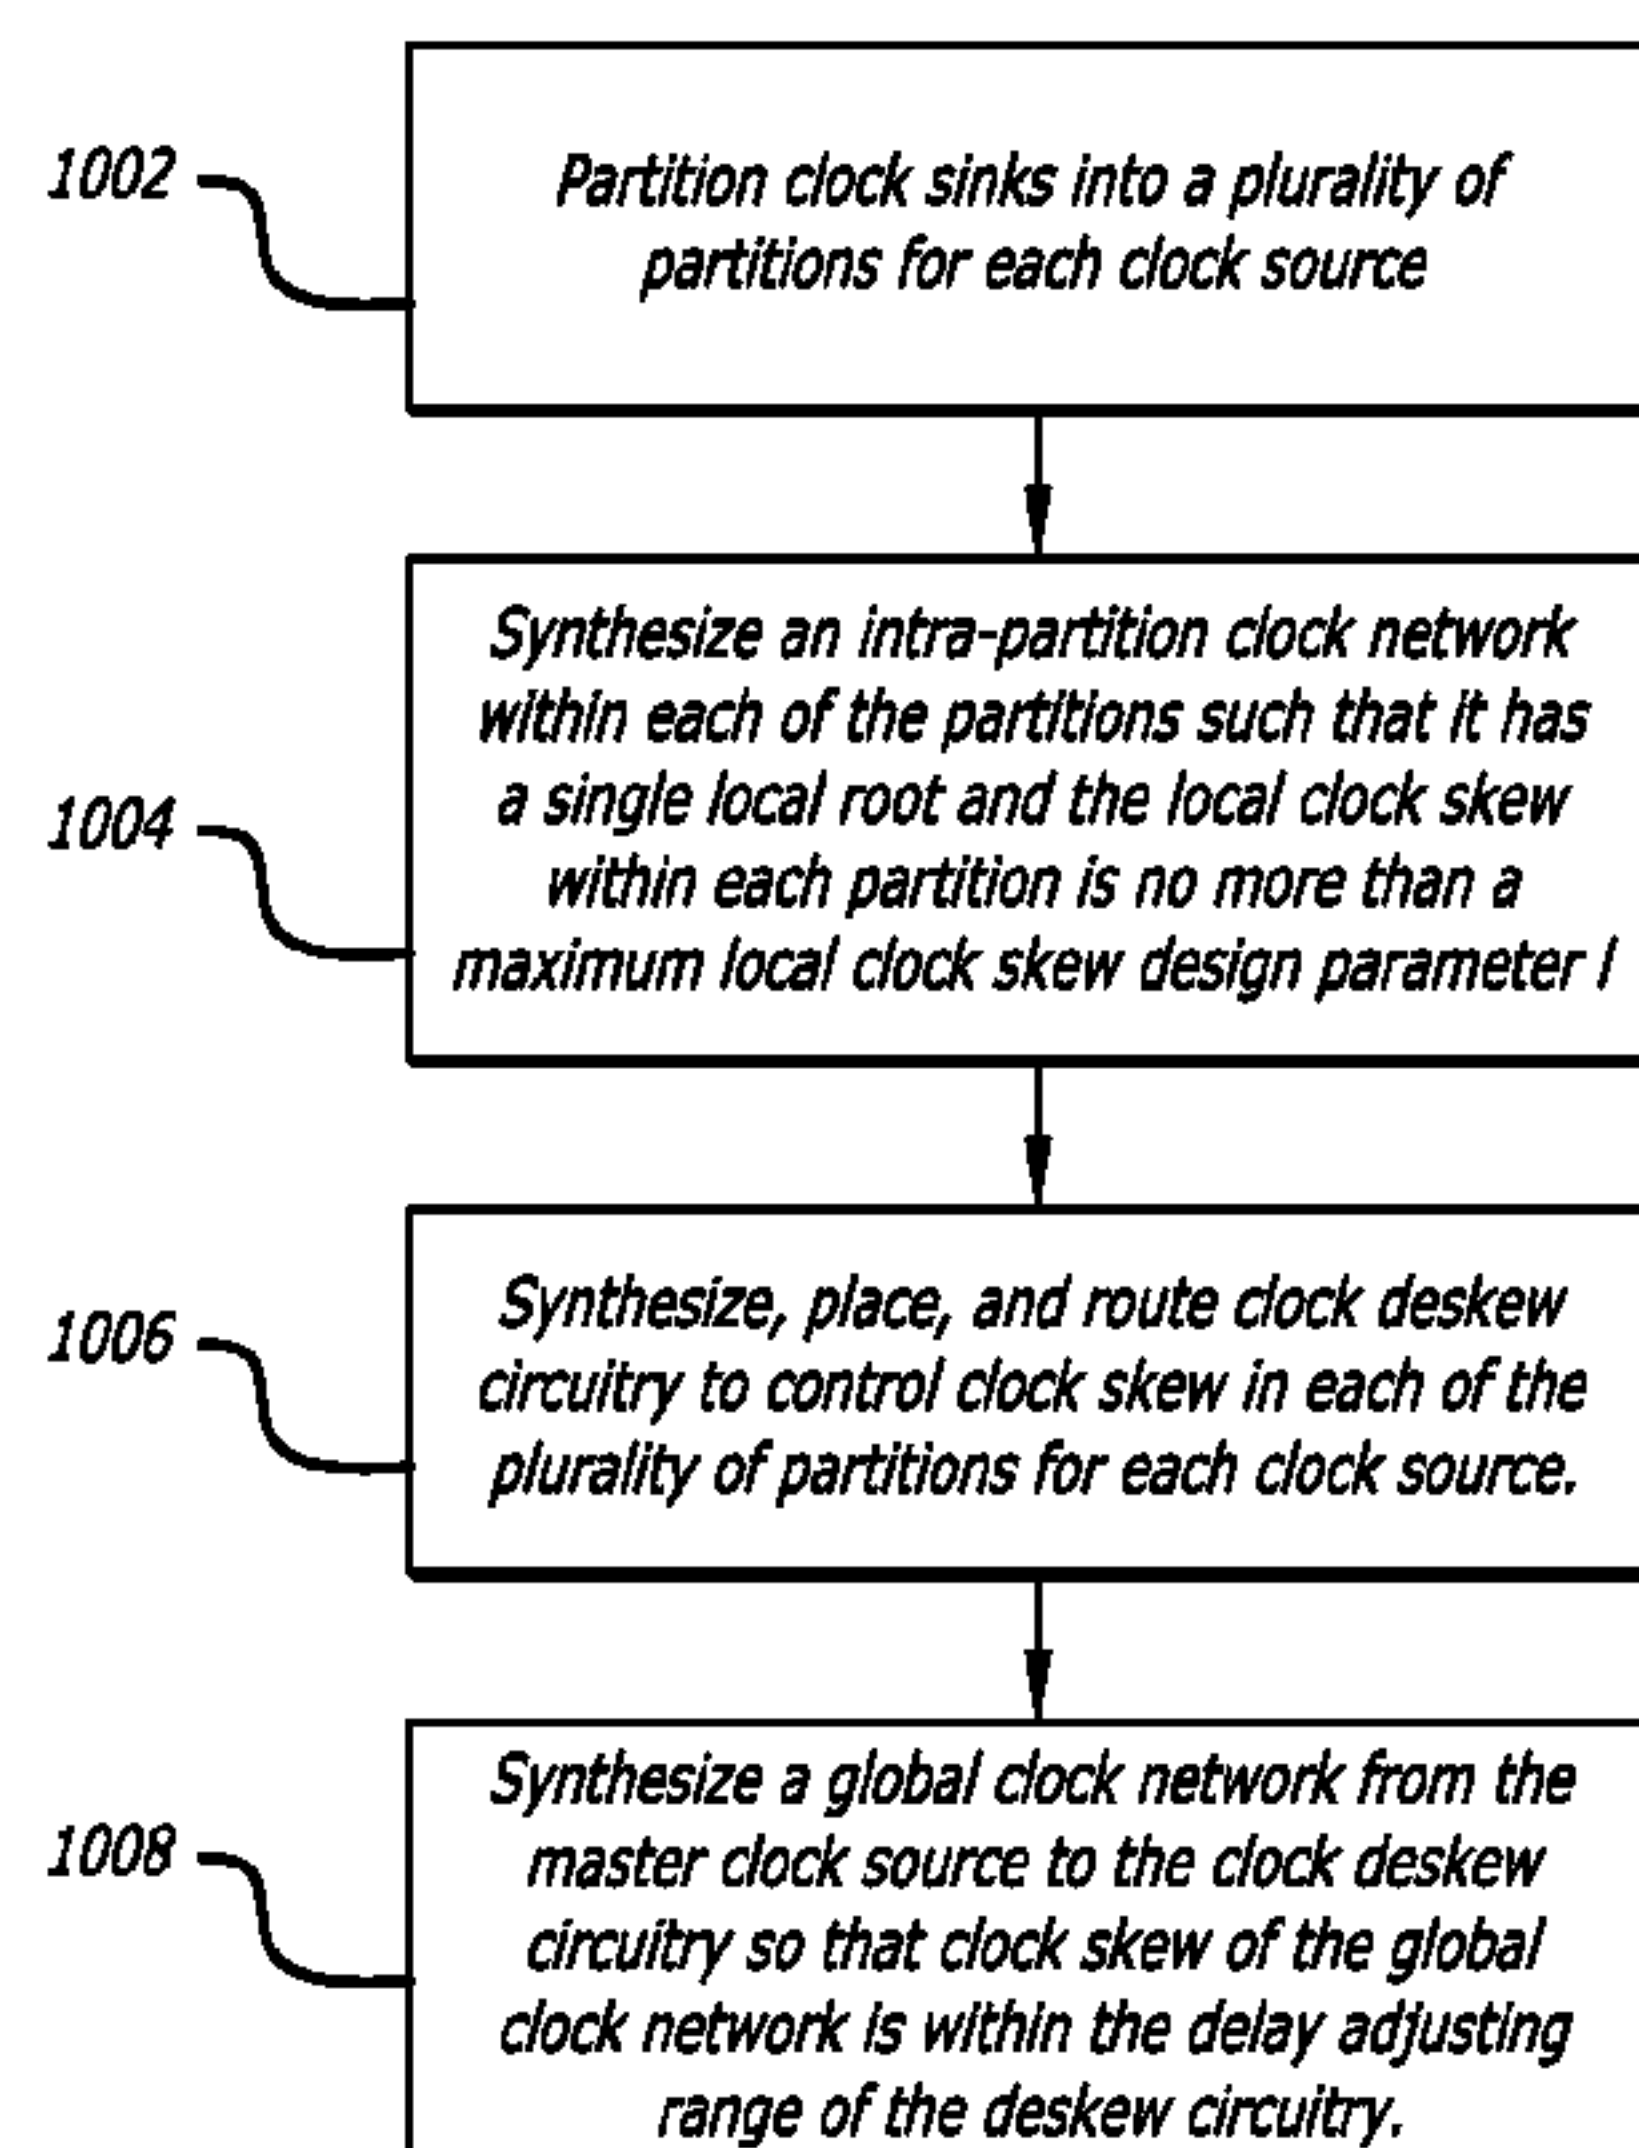 1002
Partition clock sinks into a plurality of
partitions for each clock source
1004
Synthesize an intra-partition clock network
within each of the partitions such that it has
a single local root and the local clock skew
within each partition is no more than a
maximum local clock skew design parameter l
1006
Synthesize, place, and route clock deskew
circuitry to control clock skew in each of the
plurality of partitions for each clock source.
1008
Synthesize a global clock network from the
master clock source to the clock deskew
circuitry so that clock skew of the global
clock network is within the delay adjusting
range of the deskew circuitry.